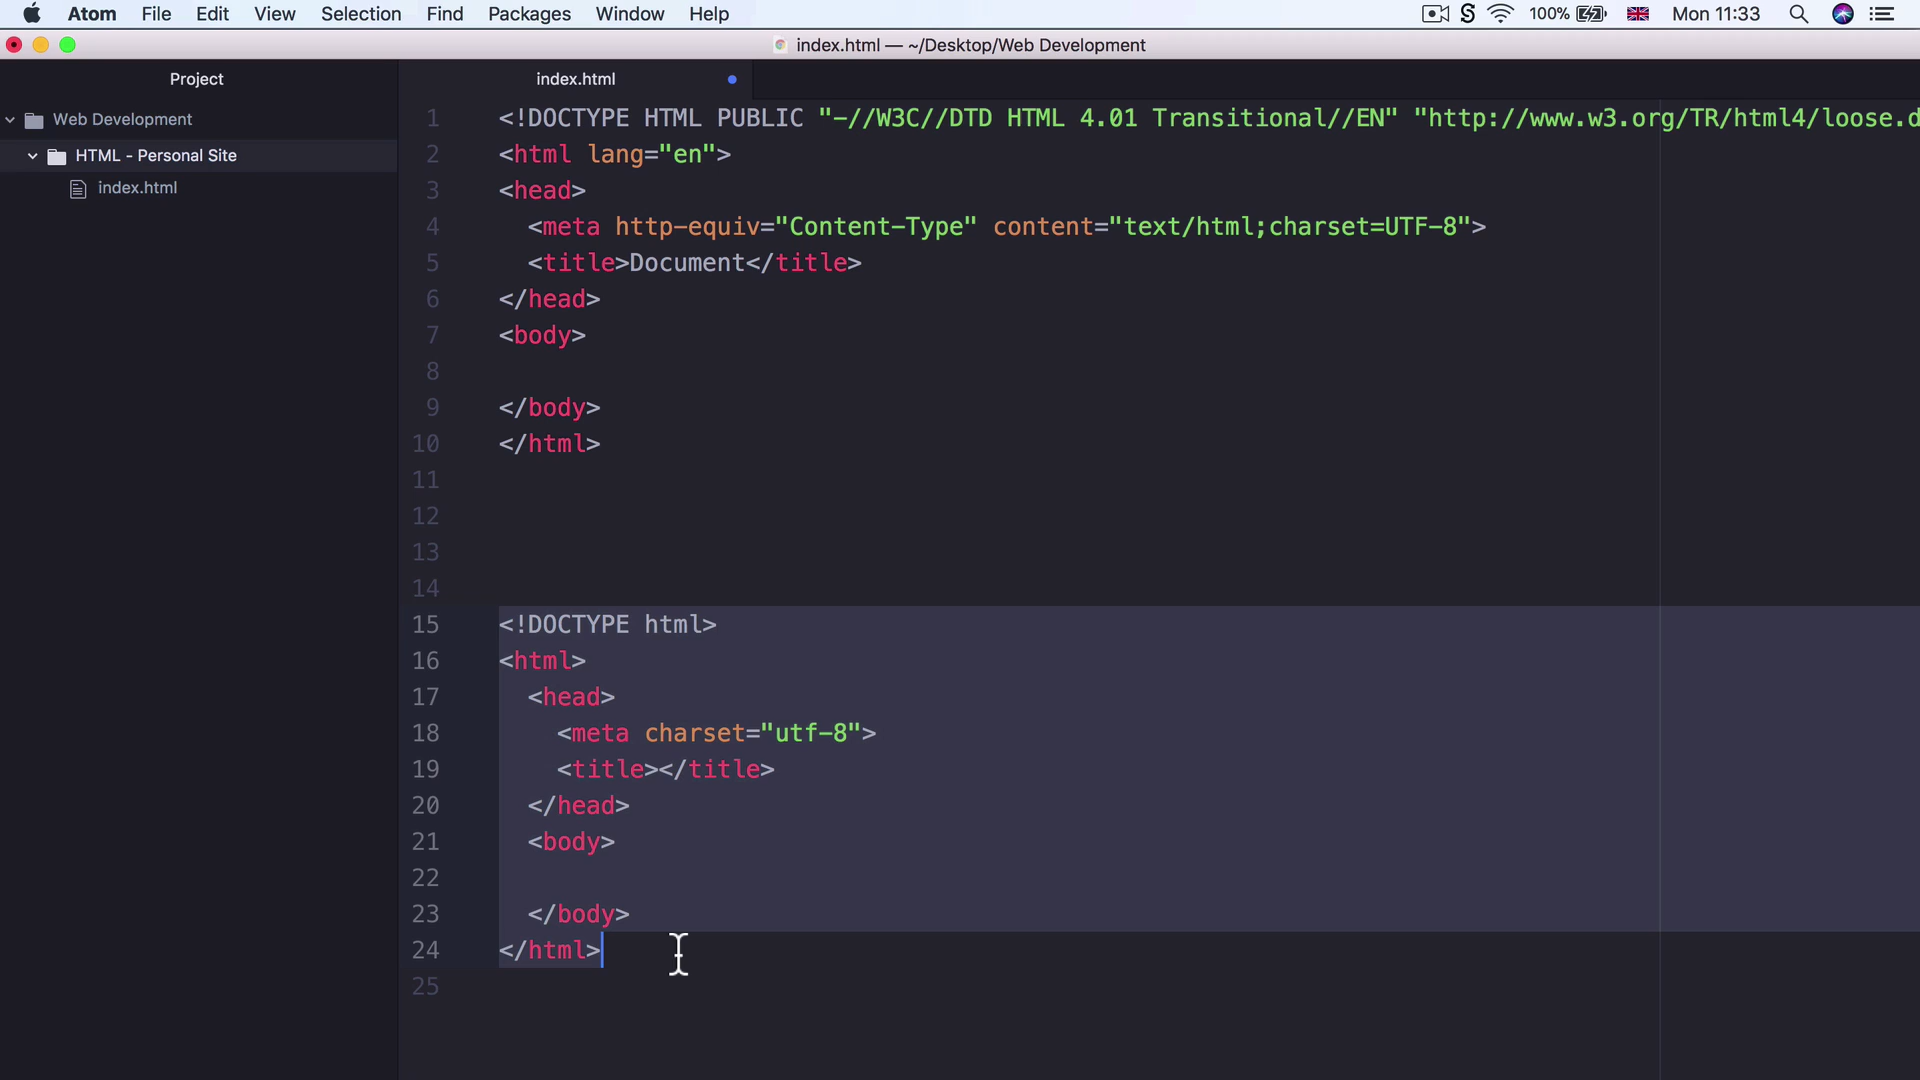 Atom File Edit View Selection Find Packages Window Help 100% Mon 11:33
index.html — ~/Desktop/Web Development
Project
Web Development
HTML - Personal Site
index.html
index.html
1 <!DOCTYPE HTML PUBLIC "-//W3C//DTD HTML 4.01 Transitional//EN" "http://www.w3.org/TR/html4/loose.d
2 <html lang="en">
3 <head>
4 <meta http-equiv="Content-Type" content="text/html;charset=UTF-8">
5 <title>Document</title>
6 </head>
7 <body>
8
9 </body>
10 </html>
11
12
13
14
15 <!DOCTYPE html>
16 <html>
17 <head>
18 <meta charset="utf-8">
19 <title></title>
20 </head>
21 <body>
22
23 </body>
24 </html>
25